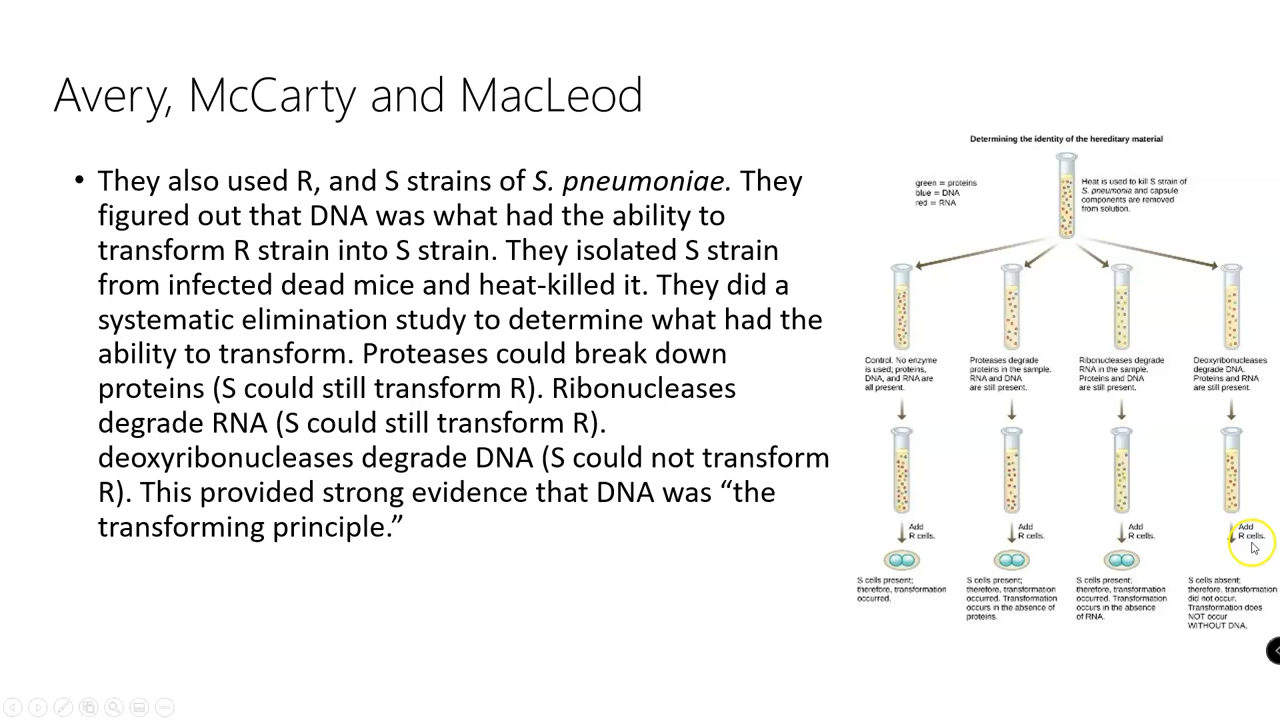 Avery, McCarty and MacLeod
• They also used R, and S strains of S. pneumoniae. They
figured out that DNA was what had the ability to
transform R strain into S strain. They isolated S strain
from infected dead mice and heat-killed it. They did a
systematic elimination study to determine what had the
ability to transform. Proteases could break down
proteins (S could still transform R). Ribonucleases
degrade RNA (S could still transform R).
deoxyribonucleases degrade DNA (S could not transform
R). This provided strong evidence that DNA was “the
transforming principle.”
Determining the identity of the hereditary material
green = proteins
blue = DNA
red = RNA
Heat is used to kill S strain of
S. pneumonia and capsule
components are removed
from solution.
Control. No enzyme
is used; proteins,
DNA, and RNA are
all present.
Proteases degrade
proteins in the sample.
RNA and DNA
are still present.
Ribonucleases degrade
RNA in the sample.
Proteins and DNA
are still present.
Deoxyribonucleases
degrade DNA.
Proteins and RNA
are still present.
Add
R cells.
Add
R cells.
Add
R cells.
Add
R cells.
S cells present;
therefore, transformation
occurred.
S cells present;
therefore, transformation
occurred. Transformation
occurs in the absence of
proteins.
S cells present;
therefore, transformation
occurred. Transformation
occurs in the absence
of RNA.
S cells absent;
therefore, transformation
did not occur.
Transformation does
NOT occur
WITHOUT DNA.